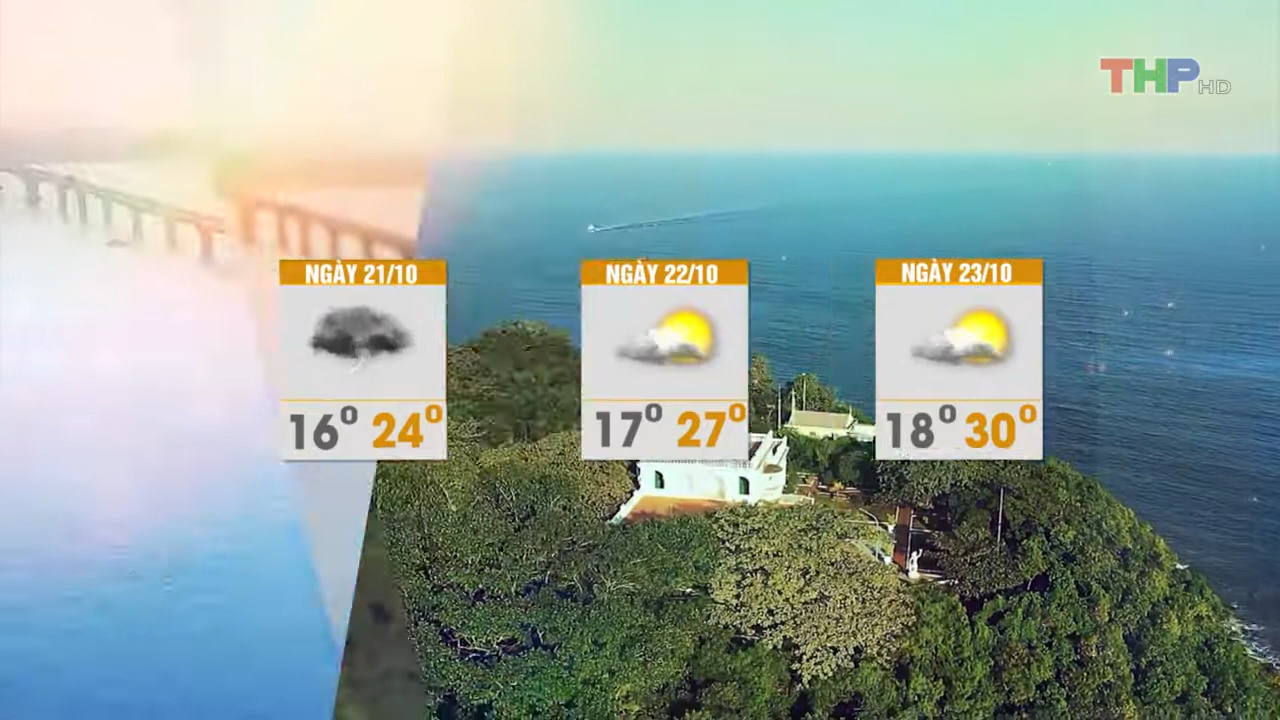 THP HD
NGÀY 21/10
16° 24°
NGÀY 22/10
17° 27°
NGÀY 23/10
18° 30°